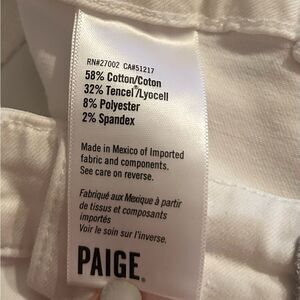 RN#27002 CA#51217
58% Cotton/Coton
32% Tencel®/Lyocell
8% Polyester
2% Spandex
Made in Mexico of Imported
fabric and components.
See care on reverse.
Fabriqué aux Mexique à partir
de tissus et composants
importés
Voir le soin sur l'inverse.
PAIGE®